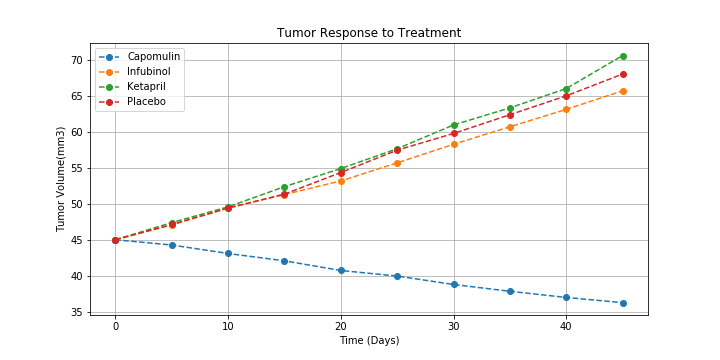 Tumor Response to Treatment
Capomulin
Infubinol
Ketapril
Placebo
Tumor Volume(mm3)
70
65
60
55
50
45
40
35
0 10 20 30 40
Time (Days)